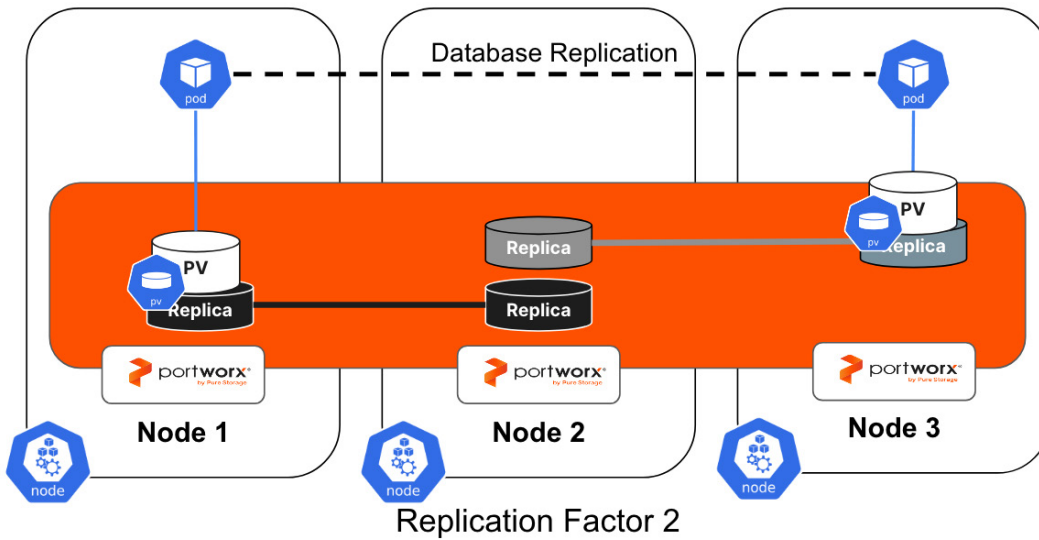 Database Replication
pod
pod
PV
pv
Replica
PV
pv
Replica
Replica
Replica
portworx
by Pure Storage
portworx
by Pure Storage
portworx
by Pure Storage
Node 1
Node 2
Node 3
node
node
node
Replication Factor 2